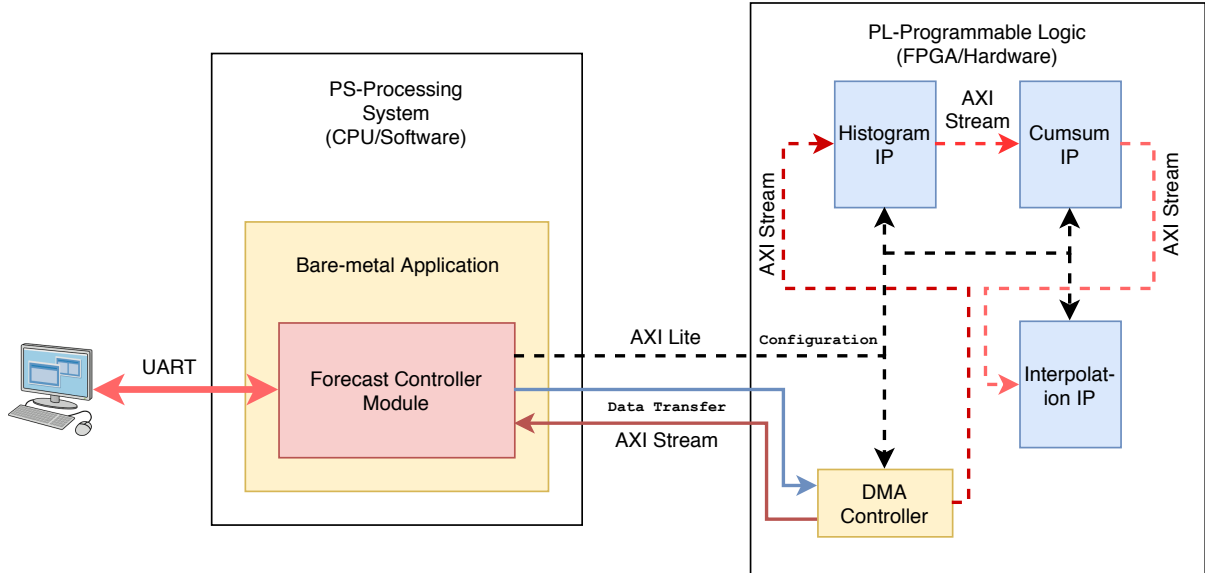 PS-Processing
System
(CPU/Software)
Bare-metal Application
Forecast Controller
Module
UART
AXI Lite
Configuration
Data Transfer
AXI Stream
PL-Programmable Logic
(FPGA/Hardware)
Histogram
IP
AXI
Stream
Cumsum
IP
AXI Stream
AXI Stream
Interpolat-
ion IP
DMA
Controller